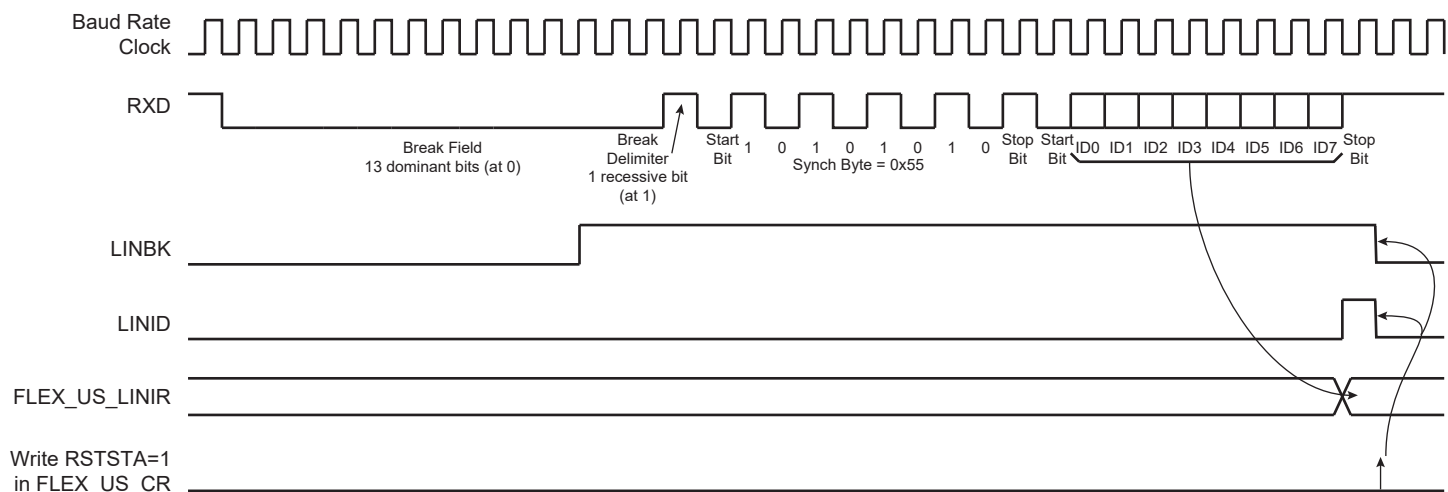 Baud Rate
Clock
RXD
Break Field
13 dominant bits (at 0)
Break
Delimiter
1 recessive bit
(at 1)
Start
Bit
1 0 1 0 1 0 1 0
Synch Byte = 0x55
Stop
Bit
Start
Bit
ID0 ID1 ID2 ID3 ID4 ID5 ID6 ID7
Stop
Bit
LINBK
LINID
FLEX_US_LINIR
Write RSTSTA=1
in FLEX_US_CR